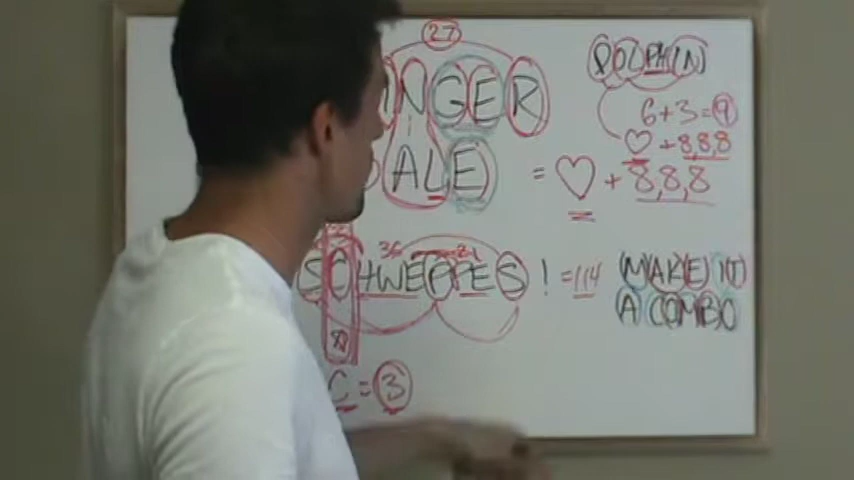 27
NGER
ALE = ♡ + 8,8,8
DOLPHIN
6+3=9
♡ + 8,8,8
36 21
SCHWEPPES! = 114
MAKE IT
A COMBO
C = 3